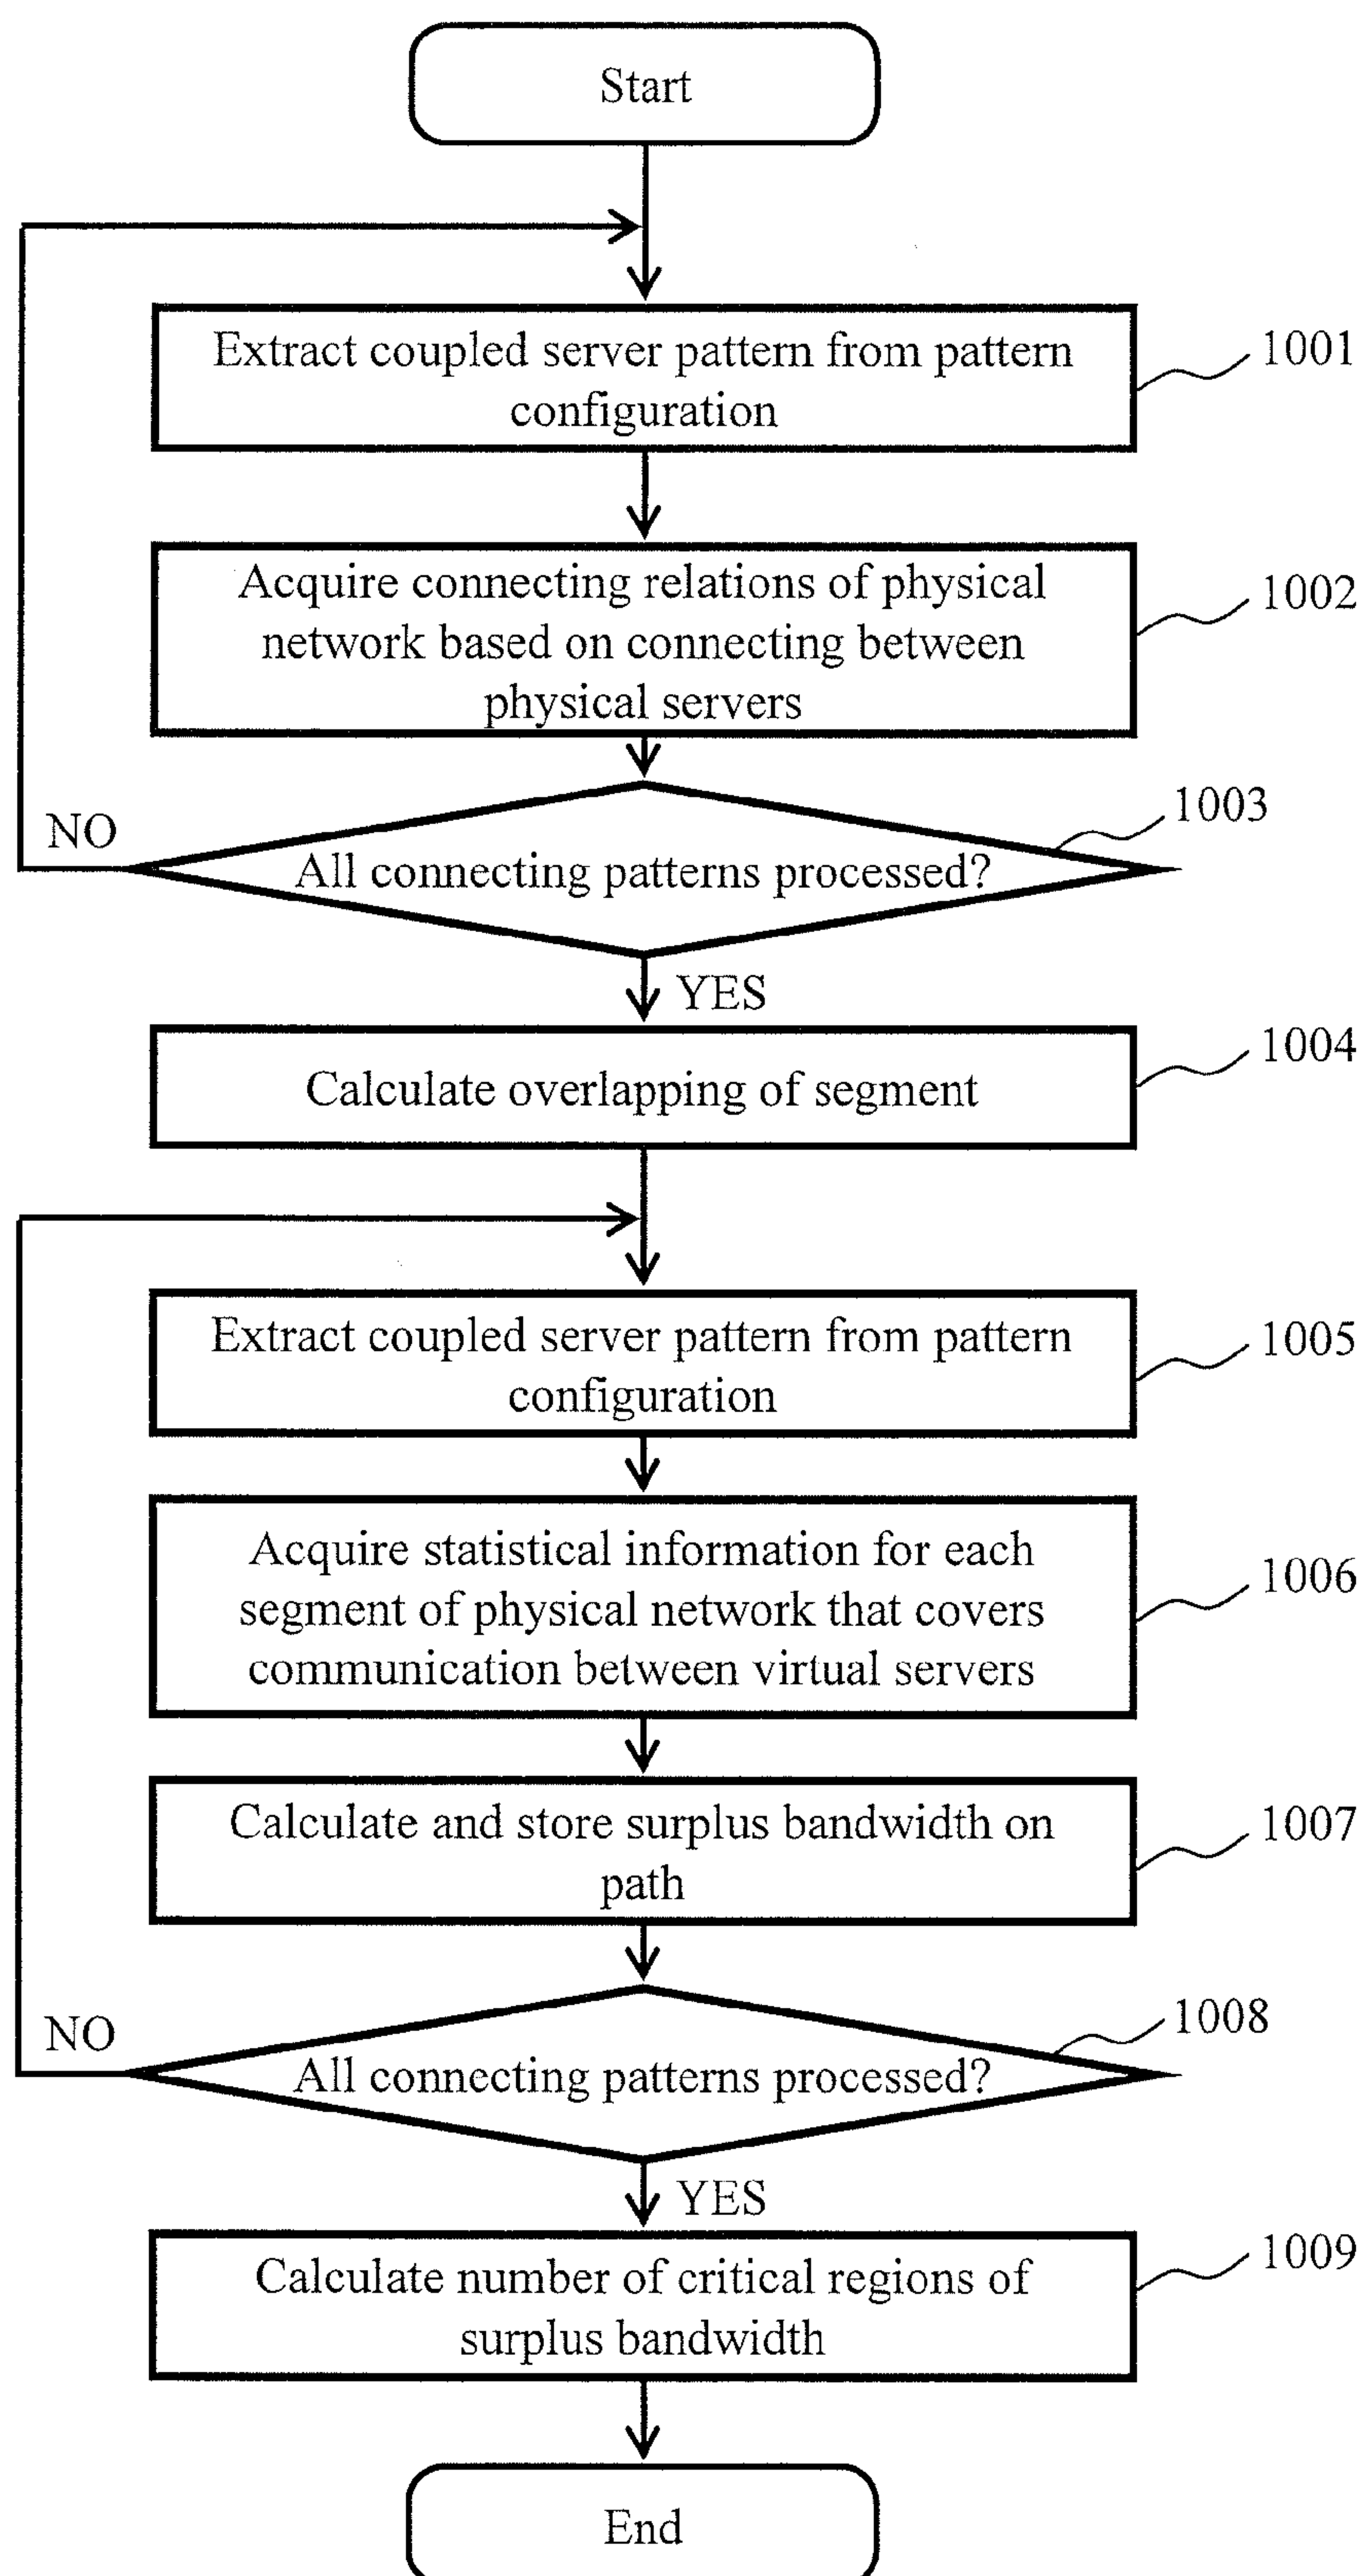 Start
Extract coupled server pattern from pattern
configuration
1001
Acquire connecting relations of physical
network based on connecting between
physical servers
1002
All connecting patterns processed?
1003
NO
YES
Calculate overlapping of segment
1004
Extract coupled server pattern from pattern
configuration
1005
Acquire statistical information for each
segment of physical network that covers
communication between virtual servers
1006
Calculate and store surplus bandwidth on
path
1007
All connecting patterns processed?
1008
NO
YES
Calculate number of critical regions of
surplus bandwidth
1009
End